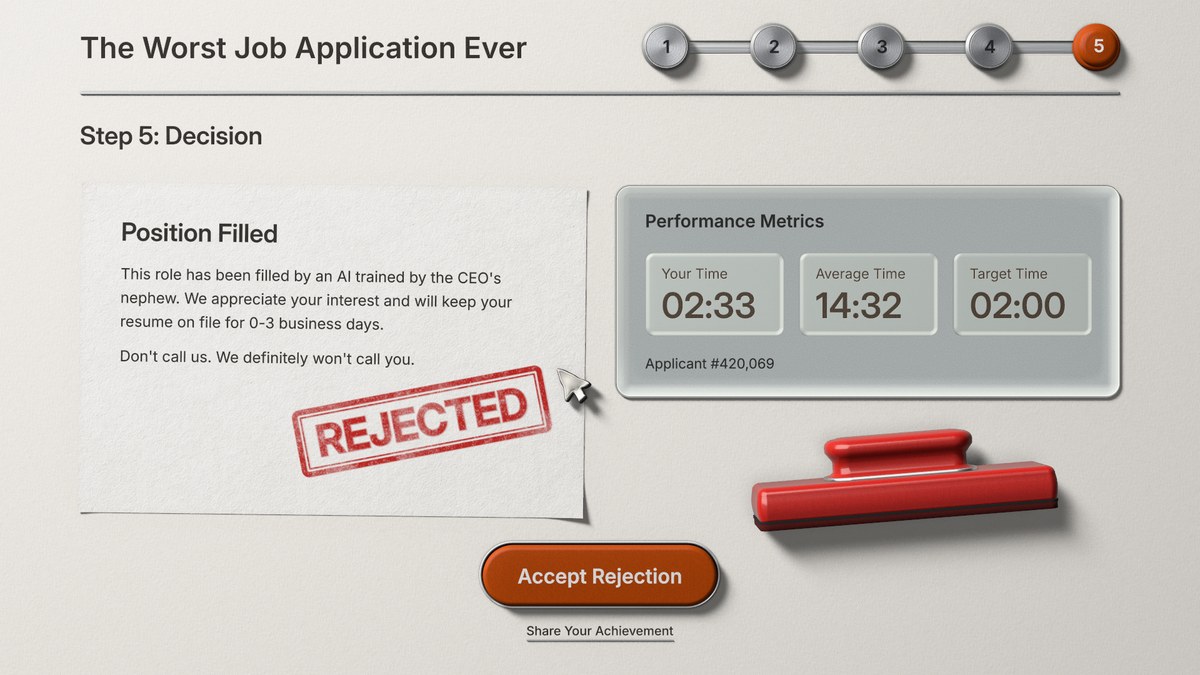 The Worst Job Application Ever
1 2 3 4 5
Step 5: Decision
Position Filled
This role has been filled by an AI trained by the CEO's
nephew. We appreciate your interest and will keep your
resume on file for 0-3 business days.
Don't call us. We definitely won't call you.
REJECTED
Performance Metrics
Your Time
02:33
Average Time
14:32
Target Time
02:00
Applicant #420,069
Accept Rejection
Share Your Achievement